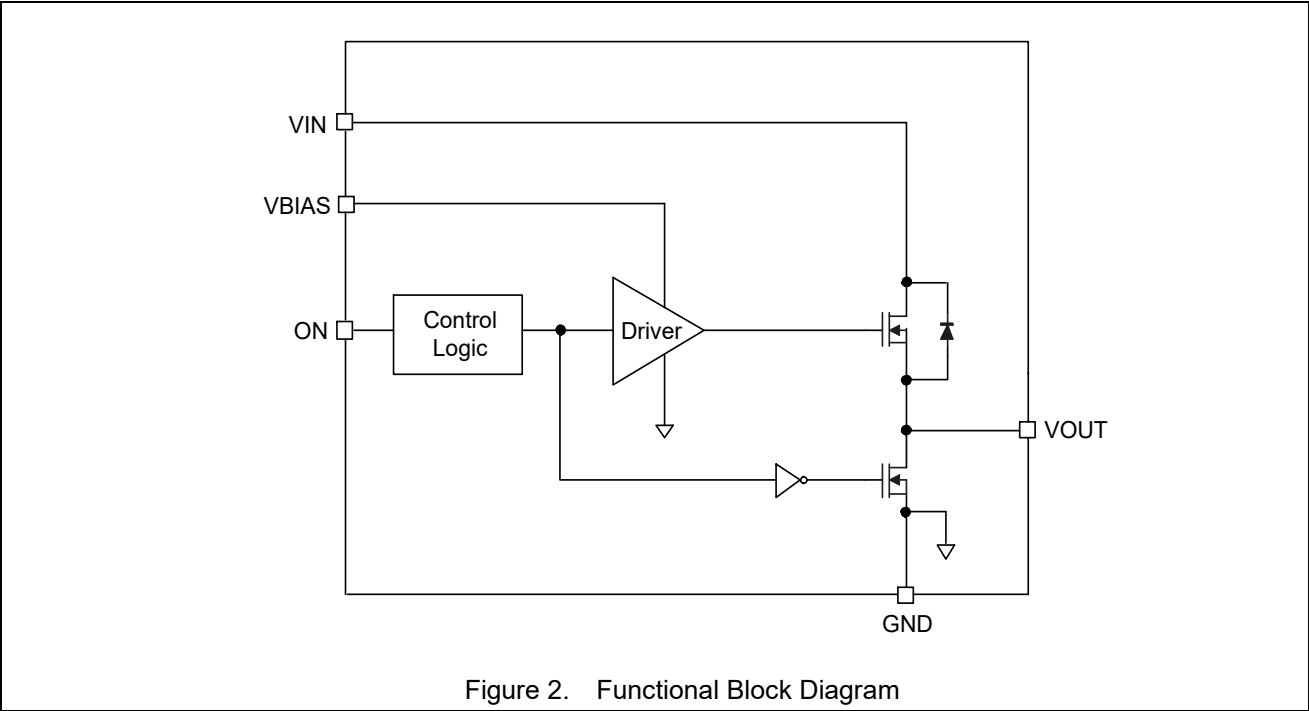 VIN
VBIAS
ON
Control
Logic
Driver
VOUT
GND
Figure 2. Functional Block Diagram